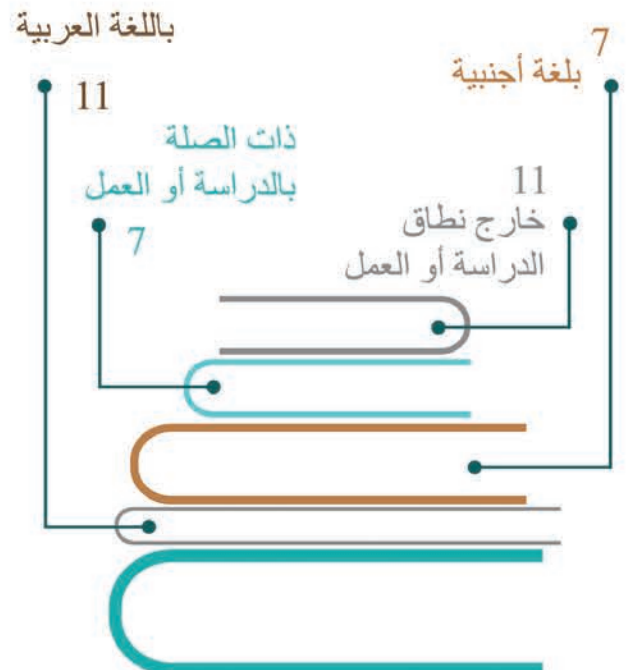 باللغة العربية
11
7
بلغة أجنبية
ذات الصلة
بالدراسة أو العمل
7
11
خارج نطاق
الدراسة أو العمل